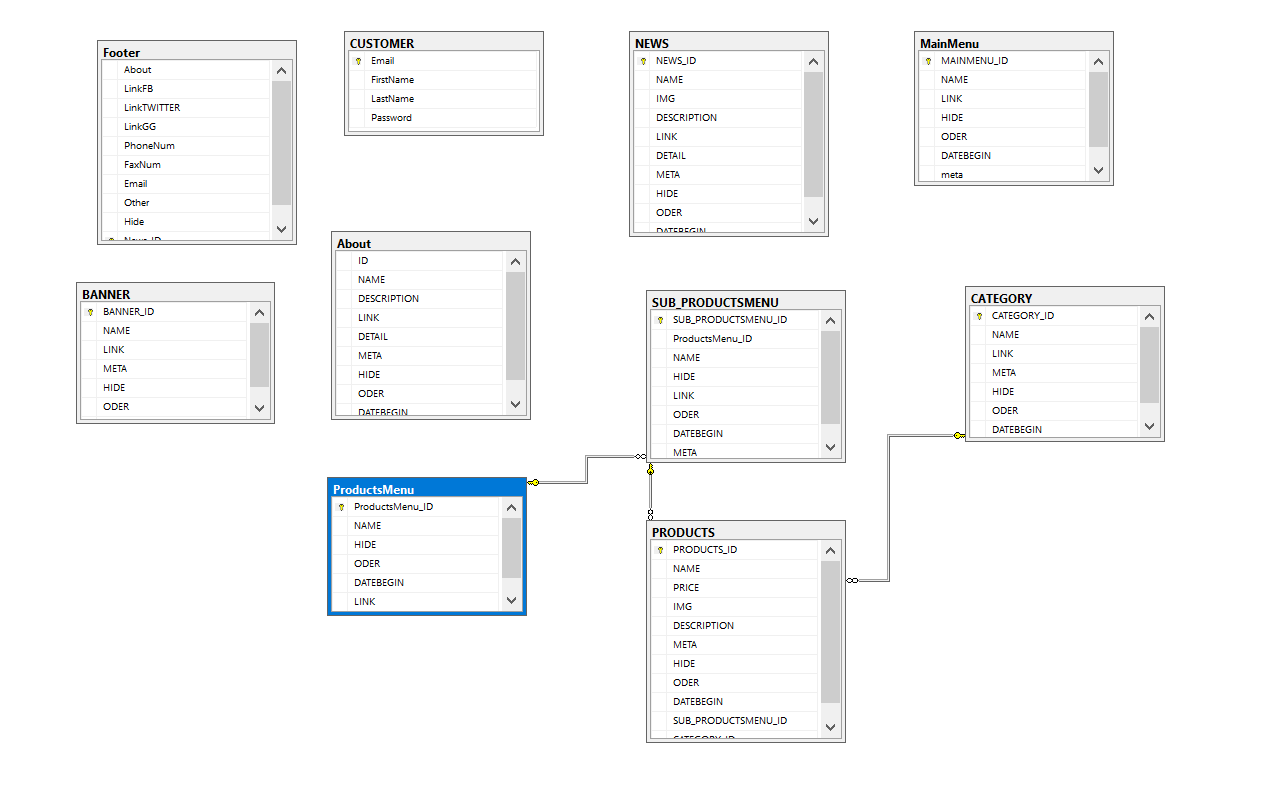 Footer
About
LinkFB
LinkTWITTER
LinkGG
PhoneNum
FaxNum
Email
Other
Hide
News_ID
CUSTOMER
Email
FirstName
LastName
Password
NEWS
NEWS_ID
NAME
IMG
DESCRIPTION
LINK
DETAIL
META
HIDE
ODER
DATEBEGIN
MainMenu
MAINMENU_ID
NAME
LINK
HIDE
ODER
DATEBEGIN
meta
About
ID
NAME
DESCRIPTION
LINK
DETAIL
META
HIDE
ODER
DATEBEGIN
BANNER
BANNER_ID
NAME
LINK
META
HIDE
ODER
SUB_PRODUCTSMENU
SUB_PRODUCTSMENU_ID
ProductsMenu_ID
NAME
HIDE
LINK
ODER
DATEBEGIN
META
CATEGORY
CATEGORY_ID
NAME
LINK
META
HIDE
ODER
DATEBEGIN
ProductsMenu
ProductsMenu_ID
NAME
HIDE
ODER
DATEBEGIN
LINK
PRODUCTS
PRODUCTS_ID
NAME
PRICE
IMG
DESCRIPTION
META
HIDE
ODER
DATEBEGIN
SUB_PRODUCTSMENU_ID
CATEGORY_ID